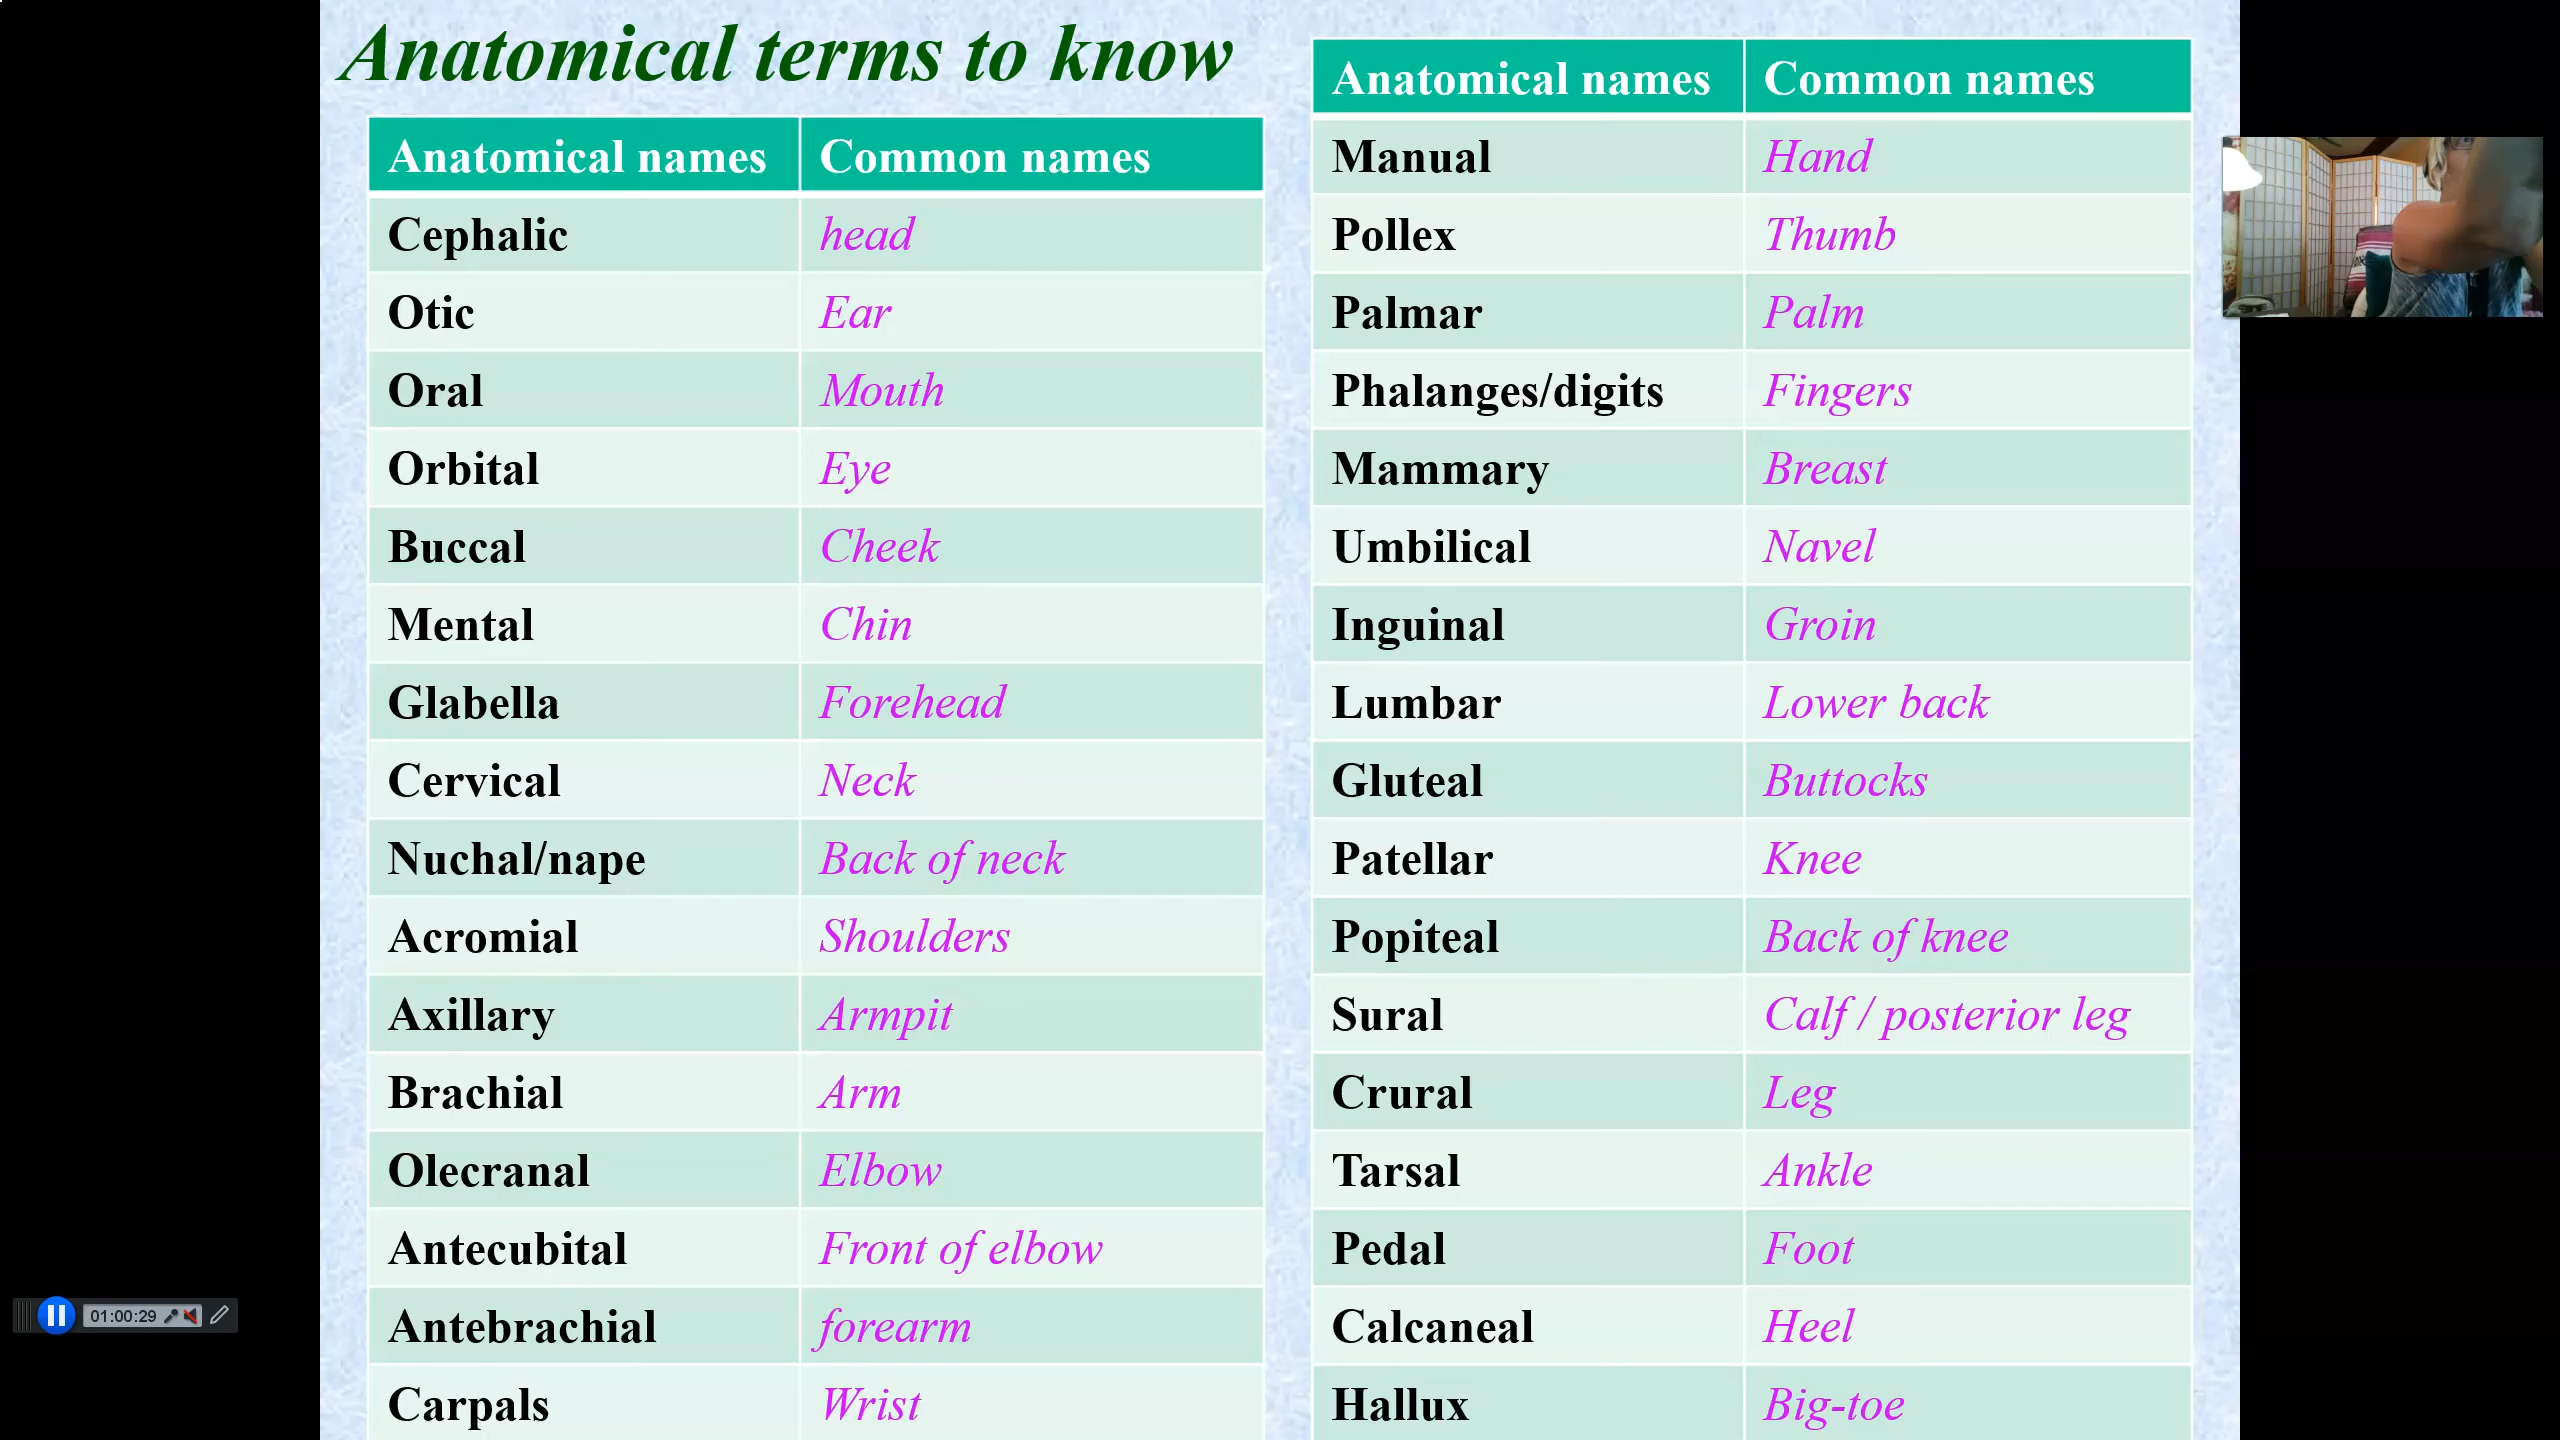 Anatomical terms to know
Anatomical names Common names
Cephalic head
Otic Ear
Oral Mouth
Orbital Eye
Buccal Cheek
Mental Chin
Glabella Forehead
Cervical Neck
Nuchal/nape Back of neck
Acromial Shoulders
Axillary Armpit
Brachial Arm
Olecranal Elbow
Antecubital Front of elbow
Antebrachial forearm
Carpals Wrist
Anatomical names Common names
Manual Hand
Pollex Thumb
Palmar Palm
Phalanges/digits Fingers
Mammary Breast
Umbilical Navel
Inguinal Groin
Lumbar Lower back
Gluteal Buttocks
Patellar Knee
Popiteal Back of knee
Sural Calf / posterior leg
Crural Leg
Tarsal Ankle
Pedal Foot
Calcaneal Heel
Hallux Big-toe
01:00:29